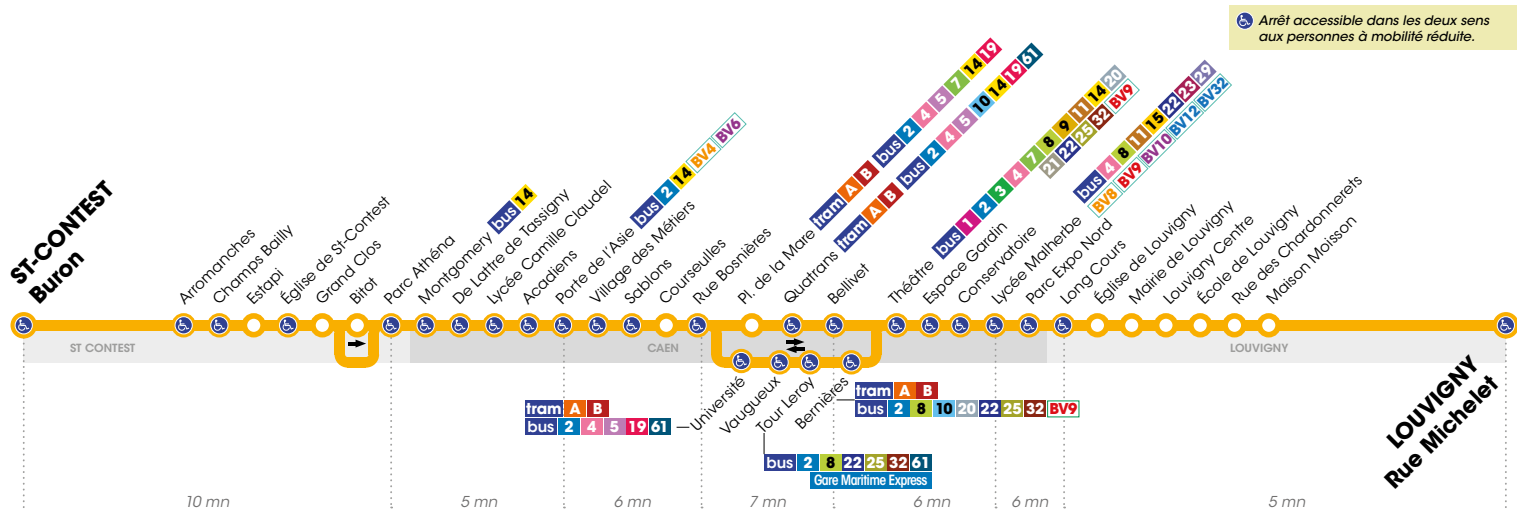 Arrêt accessible dans les deux sens
aux personnes à mobilité réduite.
ST-CONTEST
Buron
Arromanches
Champs Bailly
Estapi
Église de St-Contest
Grand Clos
Bitot
Parc Athéna
Montgomery bus 14
De Lattre de Tassigny
Lycée Camille Claudel
Acadiens
Porte de l'Asie bus 2 14 BV4 BV6
Village des Métiers
Sablons
Courseulles
Rue Bosnières
Pl. de la Mare tram A B bus 2 4 5 7 14 19
Quatrans tram A B bus 2 4 5 10 14 19 61
Bellivet
Théâtre bus 1 2 3 4 7 8 9 11 14 20
21 22 25 32 BV9
Espace Gardin
Conservatoire
Lycée Malherbe bus 4 8 11 15 22 23 29
BV8 BV9 BV10 BV12 BV32
Parc Expo Nord
Long Cours
Église de Louvigny
Mairie de Louvigny
Louvigny Centre
École de Louvigny
Rue des Chardonnerets
Maison Moisson
LOUVIGNY
Rue Michelet
ST CONTEST
CAEN
LOUVIGNY
Université
tram A B
bus 2 4 5 19 61
Vaugueux
Tour Leroy
bus 2 8 22 25 32 61
Gare Maritime Express
Bernières
tram A B
bus 2 8 10 20 22 25 32 BV9
10 mn
5 mn
6 mn
7 mn
6 mn
6 mn
5 mn